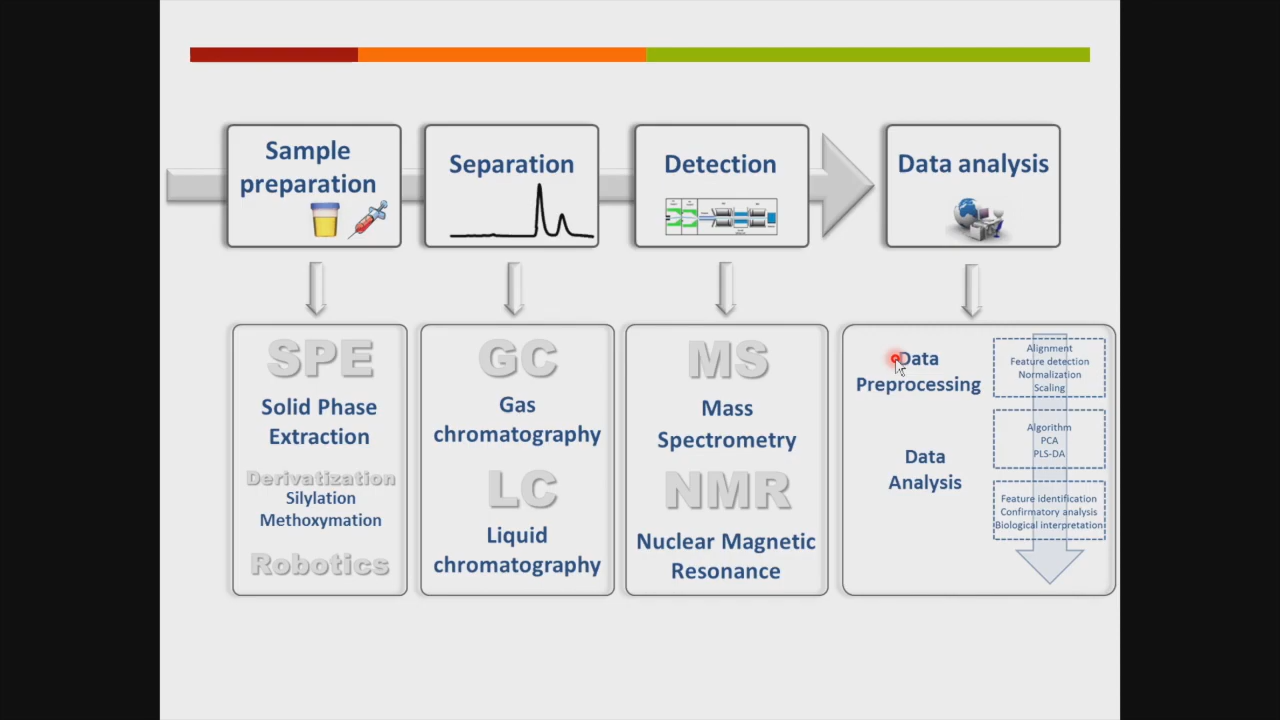 Sample
preparation
Separation
Detection
Data analysis
SPE
Solid Phase
Extraction
Derivatization
Silylation
Methoxymation
Robotics
GC
Gas
chromatography
LC
Liquid
chromatography
MS
Mass
Spectrometry
NMR
Nuclear Magnetic
Resonance
Data
Preprocessing
Data
Analysis
Alignment
Feature detection
Normalization
Scaling
Algorithm
PCA
PLS-DA
Feature identification
Confirmatory analysis
Biological interpretation